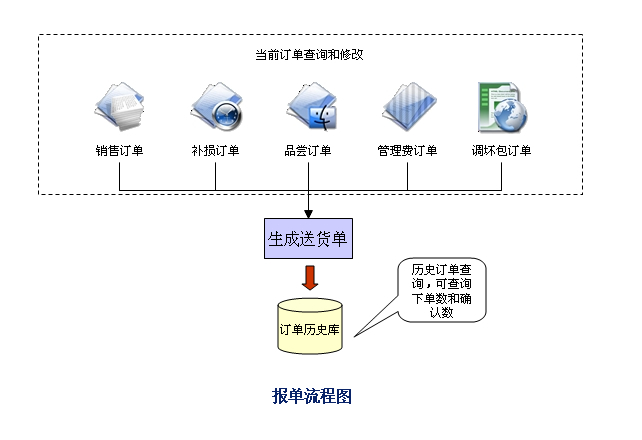 当前订单查询和修改
销售订单
补损订单
品尝订单
管理费订单
调坏包订单
生成送货单
历史订单查
询，可查询
下单数和确
认数
订单历史库
报单流程图